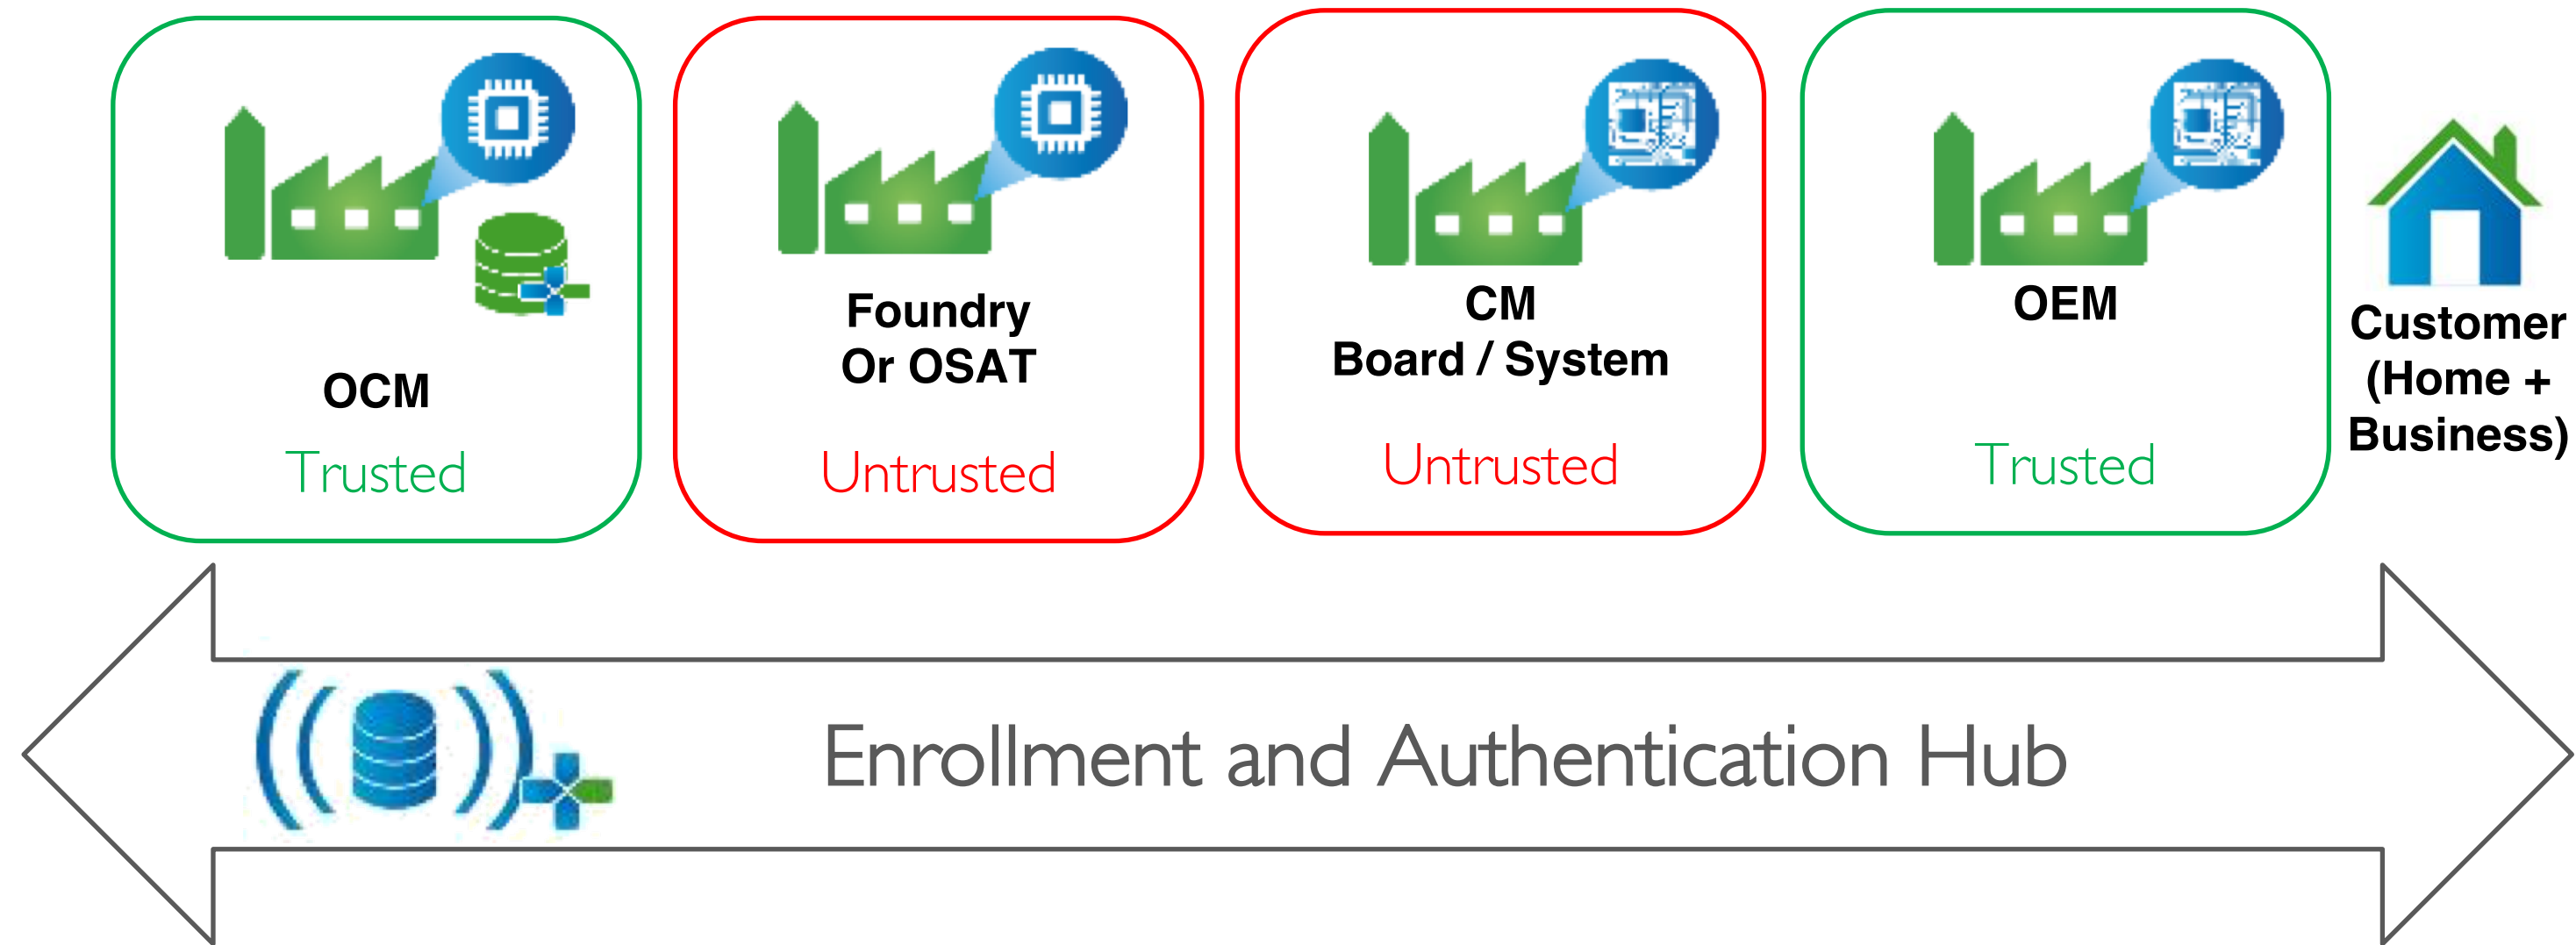 OCM
Trusted
Foundry
Or OSAT
Untrusted
CM
Board / System
Untrusted
OEM
Trusted
Customer
(Home +
Business)
Enrollment and Authentication Hub